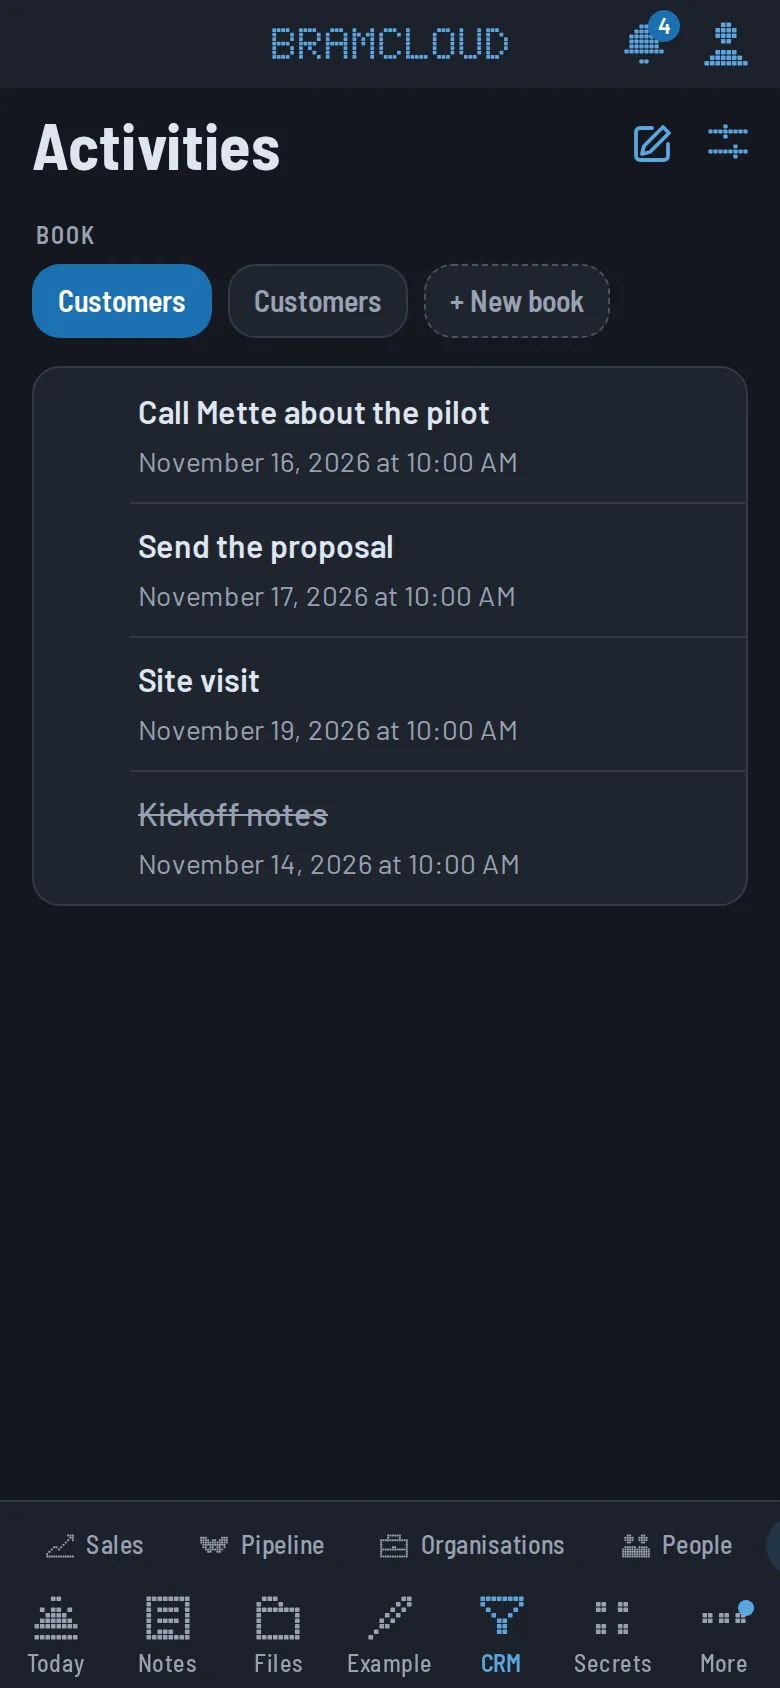 BRAMCLOUD
4
Activities
BOOK
Customers
Customers
+ New book
Call Mette about the pilot
November 16, 2026 at 10:00 AM
Send the proposal
November 17, 2026 at 10:00 AM
Site visit
November 19, 2026 at 10:00 AM
Kickoff notes
November 14, 2026 at 10:00 AM
Sales
Pipeline
Organisations
People
Today
Notes
Files
Example
CRM
Secrets
More